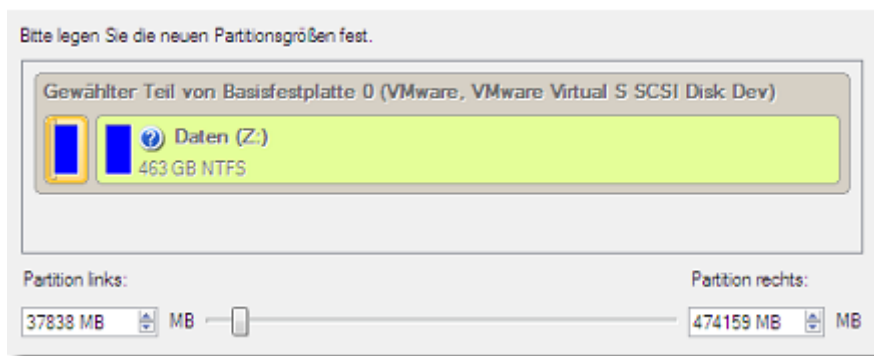 Bitte legen Sie die neuen Partitionsgrößen fest.
Gewählter Teil von Basisfestplatte 0 (VMware, VMware Virtual S SCSI Disk Dev)
Daten (Z:)
463 GB NTFS
Partition links: Partition rechts:
37838 MB MB 474159 MB MB